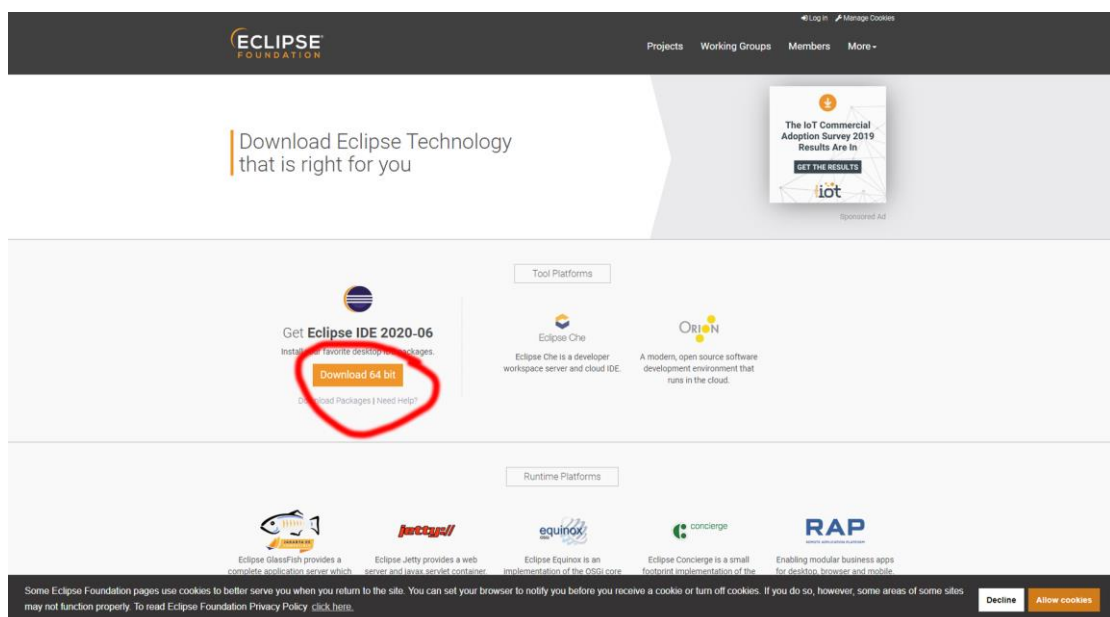 Log in Manage Cookies
ECLIPSE
FOUNDATION
Projects Working Groups Members More
Download Eclipse Technology
that is right for you
The IoT Commercial
Adoption Survey 2019
Results Are In
GET THE RESULTS
iot
Sponsored Ad
Tool Platforms
Get Eclipse IDE 2020-06
Install your favorite desktop packages.
Download 64 bit
Download Packages | Need Help?
Eclipse Che
Eclipse Che is a developer
workspace server and cloud IDE.
ORION
A modern, open source software
development environment that
runs in the cloud.
Runtime Platforms
Eclipse GlassFish provides a
complete application server which
jetty://
Eclipse Jetty provides a web
server and javax.servlet container.
equinox
Eclipse Equinox is an
implementation of the OSGi core
concierge
Eclipse Concierge is a small
footprint implementation of the
RAP
Enabling modular business apps
for desktop, browser and mobile.
Some Eclipse Foundation pages use cookies to better serve you when you return to the site. You can set your browser to notify you before you receive a cookie or turn off cookies. If you do so, however, some areas of some sites
may not function properly. To read Eclipse Foundation Privacy Policy click here.
Decline
Allow cookies